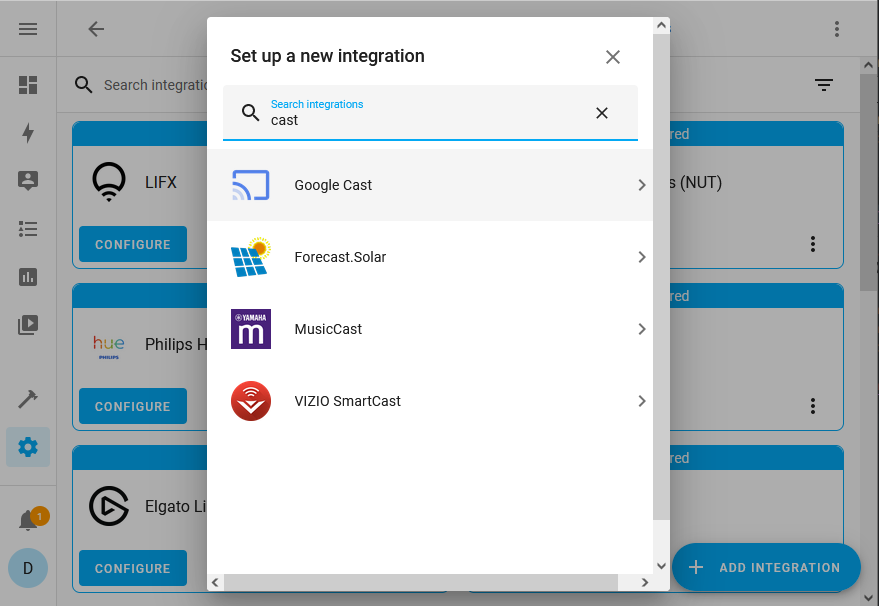 Set up a new integration
Search integrations
cast
Google Cast
Forecast.Solar
YAMAHA
m
MusicCast
VIZIO SmartCast
Search integratio
red
LIFX
s (NUT)
CONFIGURE
red
hue
PHILIPS
Philips H
CONFIGURE
red
Elgato Li
CONFIGURE
ADD INTEGRATION
1
D